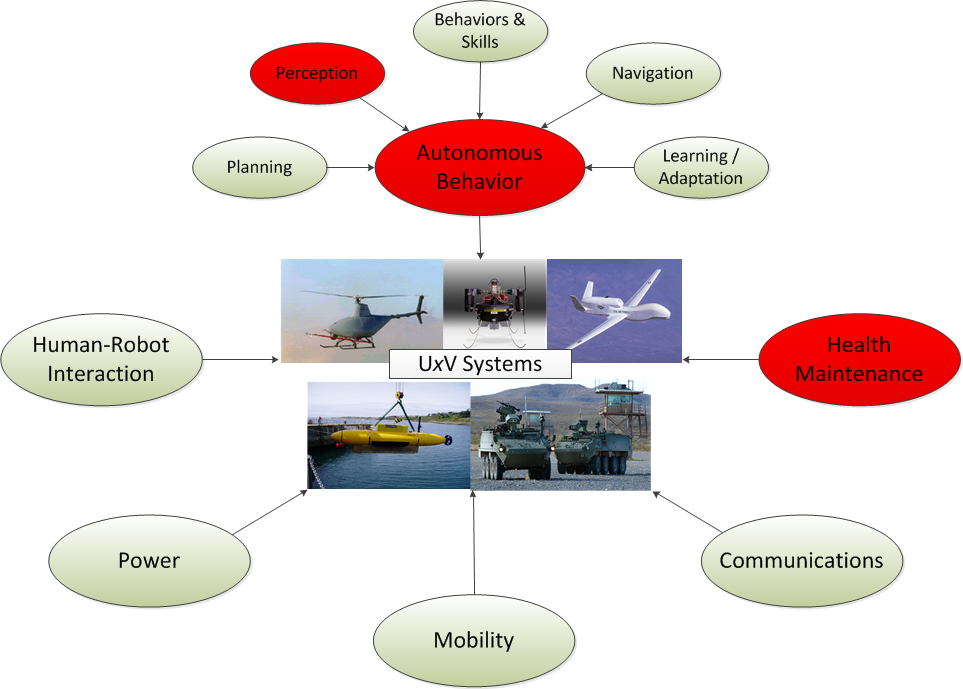 Behaviors &
Skills
Perception
Navigation
Autonomous
Behavior
Planning
Learning /
Adaptation
Human-Robot
Interaction
UxV Systems
Health
Maintenance
Power
Communications
Mobility